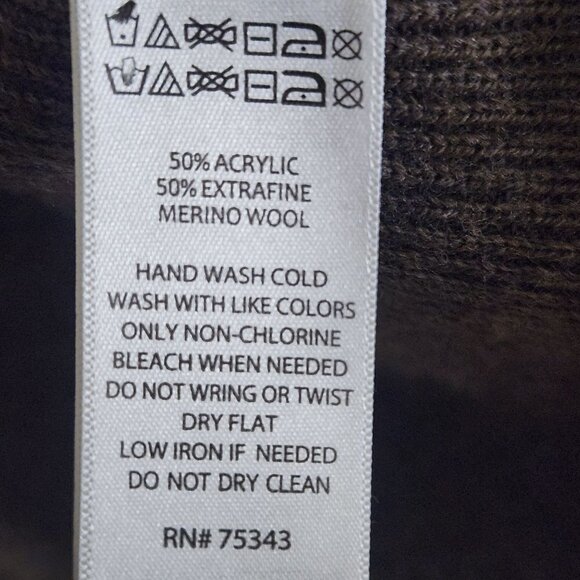 50% ACRYLIC
50% EXTRAFINE
MERINO WOOL
HAND WASH COLD
WASH WITH LIKE COLORS
ONLY NON-CHLORINE
BLEACH WHEN NEEDED
DO NOT WRING OR TWIST
DRY FLAT
LOW IRON IF NEEDED
DO NOT DRY CLEAN
RN# 75343